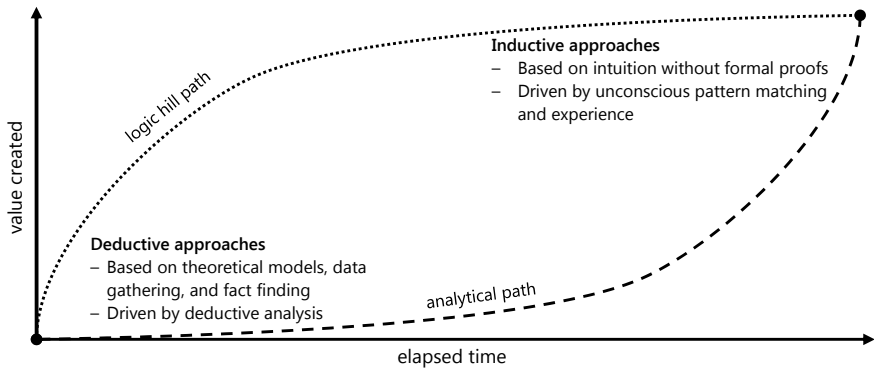 Inductive approaches
– Based on intuition without formal proofs
– Driven by unconscious pattern matching
and experience
logic hill path
value created
Deductive approaches
– Based on theoretical models, data
gathering, and fact finding
– Driven by deductive analysis
analytical path
elapsed time